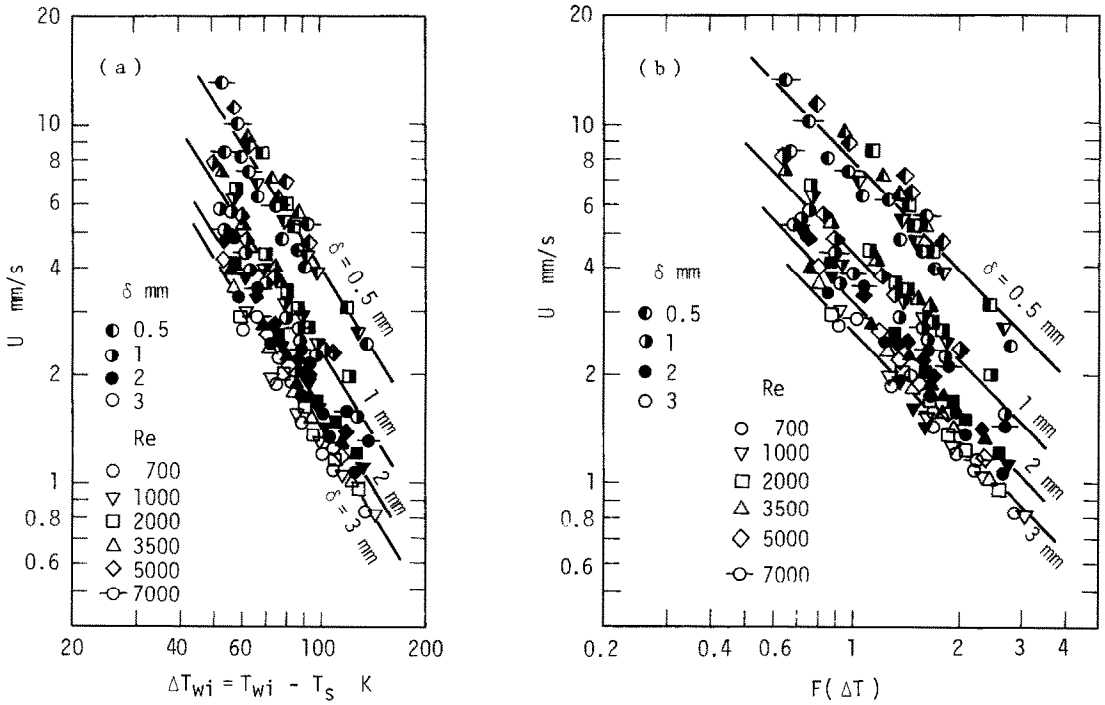 20
10
8
6
4
2
1
0.8
0.6
U mm/s
( a )
δ mm
0.5
1
2
3
Re
700
1000
2000
3500
5000
7000
δ = 0.5 mm
1 mm
2 mm
δ = 3 mm
20
40
60
100
200
ΔTwi = Twi - Ts K
20
10
8
6
4
2
1
0.8
0.6
U mm/s
( b )
δ mm
0.5
1
2
3
Re
700
1000
2000
3500
5000
7000
δ = 0.5 mm
1 mm
2 mm
3 mm
0.2
0.6
1
2
3
4
F( ΔT )